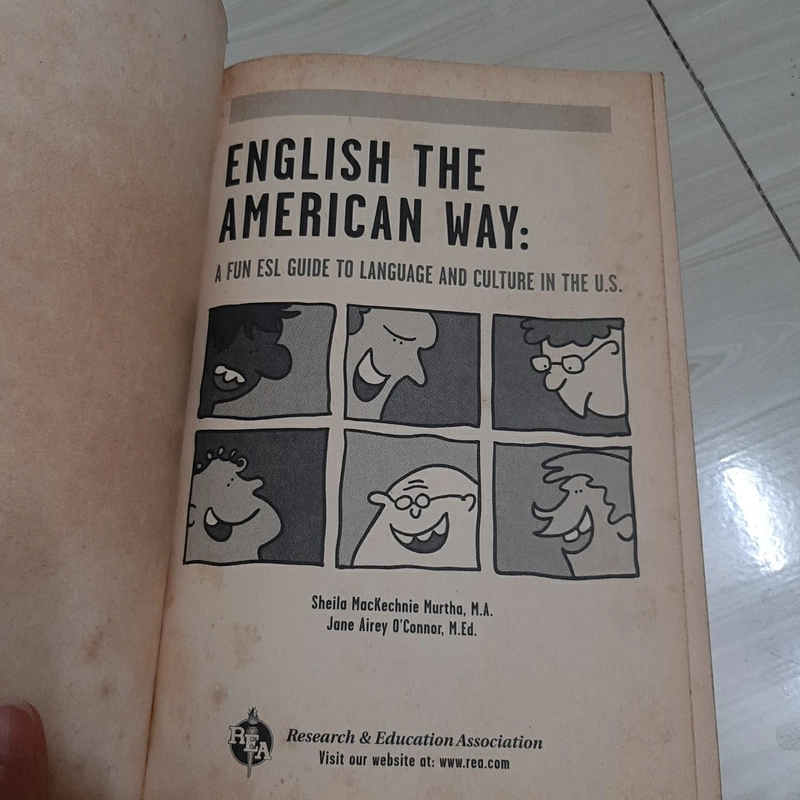 ENGLISH THE
AMERICAN WAY:
A FUN ESL GUIDE TO LANGUAGE AND CULTURE IN THE U.S.
Sheila MacKechnie Murtha, M.A.
Jane Airey O'Connor, M.Ed.
REA
Research & Education Association
Visit our website at: www.rea.com